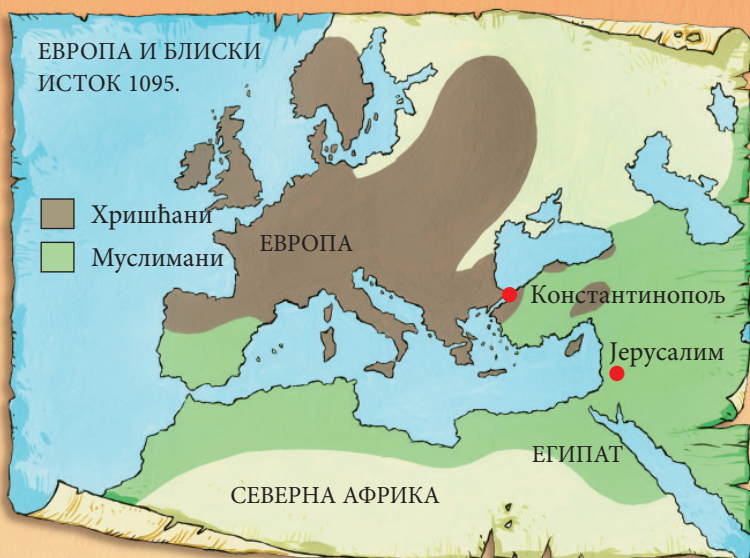 ЕВРОПА И БЛИСКИ
ИСТОК 1095.
Хришћани
Муслимани
ЕВРОПА
Константинопољ
Јерусалим
ЕГИПАТ
СЕВЕРНА АФРИКА